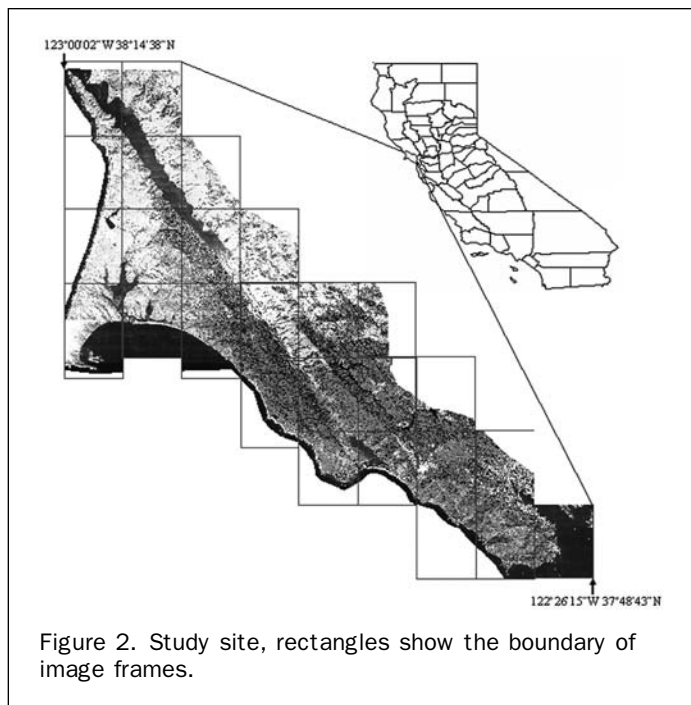 123°00'02"W 38°14'38"N
122°26'15"W 37°48'43"N
Figure 2. Study site, rectangles show the boundary of
image frames.